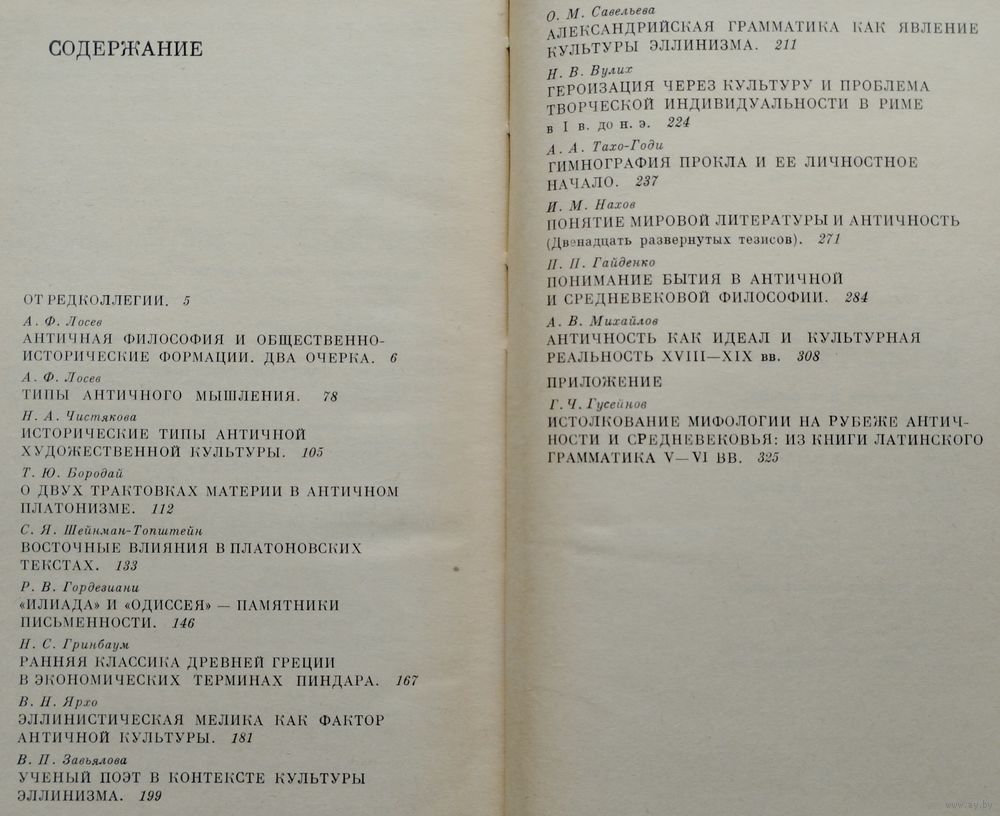 СОДЕРЖАНИЕ
ОТ РЕДКОЛЛЕГИИ. 5
А. Ф. Лосев
АНТИЧНАЯ ФИЛОСОФИЯ И ОБЩЕСТВЕННО-
ИСТОРИЧЕСКИЕ ФОРМАЦИИ. ДВА ОЧЕРКА. 6
А. Ф. Лосев
ТИПЫ АНТИЧНОГО МЫШЛЕНИЯ. 78
Н. А. Чистякова
ИСТОРИЧЕСКИЕ ТИПЫ АНТИЧНОЙ
ХУДОЖЕСТВЕННОЙ КУЛЬТУРЫ. 105
Т. Ю. Бородай
О ДВУХ ТРАКТОВКАХ МАТЕРИИ В АНТИЧНОМ
ПЛАТОНИЗМЕ. 112
С. Я. Шейнман-Топштейн
ВОСТОЧНЫЕ ВЛИЯНИЯ В ПЛАТОНОВСКИХ
ТЕКСТАХ. 133
Р. В. Гордезиани
«ИЛИАДА» И «ОДИССЕЯ» — ПАМЯТНИКИ
ПИСЬМЕННОСТИ. 146
Н. С. Гринбаум
РАННЯЯ КЛАССИКА ДРЕВНЕЙ ГРЕЦИИ
В ЭКОНОМИЧЕСКИХ ТЕРМИНАХ ПИНДАРА. 167
В. Н. Ярхо
ЭЛЛИНИСТИЧЕСКАЯ МЕЛИКА КАК ФАКТОР
АНТИЧНОЙ КУЛЬТУРЫ. 181
В. П. Завьялова
УЧЕНЫЙ ПОЭТ В КОНТЕКСТЕ КУЛЬТУРЫ
ЭЛЛИНИЗМА. 199
О. М. Савельева
АЛЕКСАНДРИЙСКАЯ ГРАММАТИКА КАК ЯВЛЕНИЕ
КУЛЬТУРЫ ЭЛЛИНИЗМА. 211
Н. В. Вулих
ГЕРОИЗАЦИЯ ЧЕРЕЗ КУЛЬТУРУ И ПРОБЛЕМА
ТВОРЧЕСКОЙ ИНДИВИДУАЛЬНОСТИ В РИМЕ
в I в. до н. э. 224
А. А. Тахо-Годи
ГИМНОГРАФИЯ ПРОКЛА И ЕЕ ЛИЧНОСТНОЕ
НАЧАЛО. 237
И. М. Нахов
ПОНЯТИЕ МИРОВОЙ ЛИТЕРАТУРЫ И АНТИЧНОСТЬ
(Двенадцать развернутых тезисов). 271
П. П. Гайденко
ПОНИМАНИЕ БЫТИЯ В АНТИЧНОЙ
И СРЕДНЕВЕКОВОЙ ФИЛОСОФИИ. 284
А. В. Михайлов
АНТИЧНОСТЬ КАК ИДЕАЛ И КУЛЬТУРНАЯ
РЕАЛЬНОСТЬ XVIII—XIX вв. 308
ПРИЛОЖЕНИЕ
Г. Ч. Гусейнов
ИСТОЛКОВАНИЕ МИФОЛОГИИ НА РУБЕЖЕ АНТИЧ-
НОСТИ И СРЕДНЕВЕКОВЬЯ: ИЗ КНИГИ ЛАТИНСКОГО
ГРАММАТИКА V—VI ВВ. 325
www.ay.by